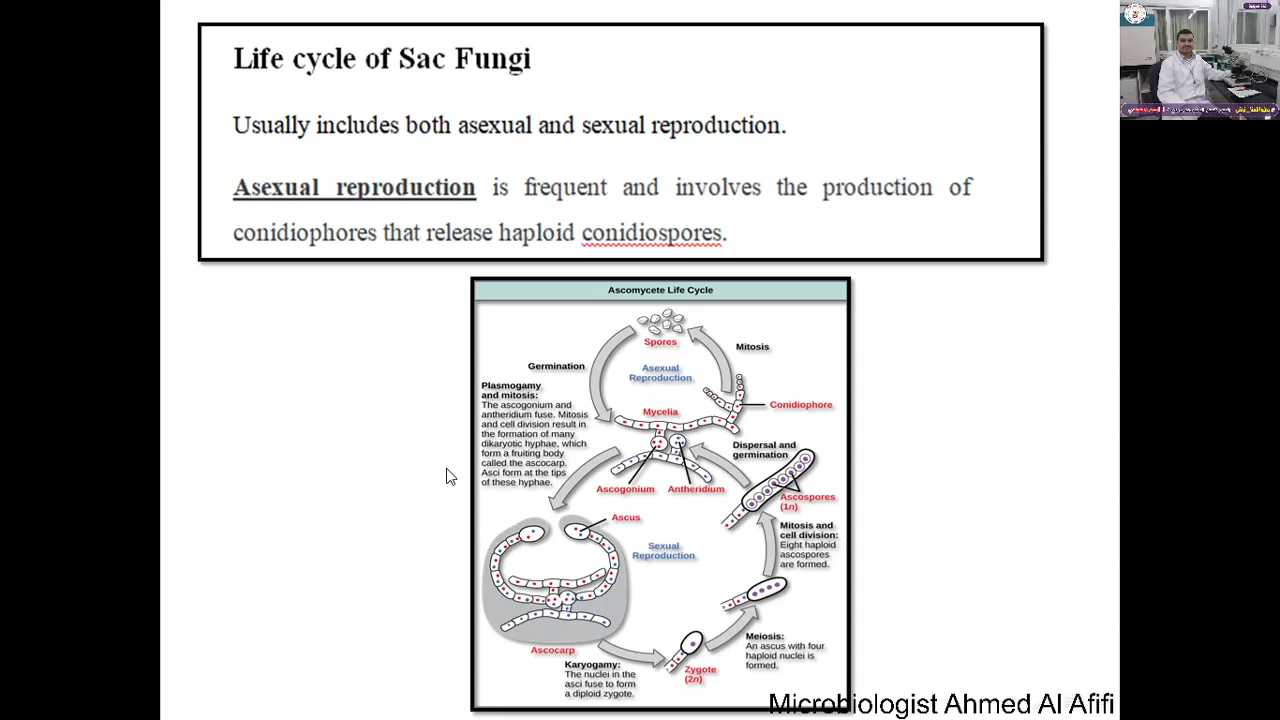 Life cycle of Sac Fungi
Usually includes both asexual and sexual reproduction.
Asexual reproduction is frequent and involves the production of
conidiophores that release haploid conidiospores.
Ascomycete Life Cycle
Spores
Mitosis
Germination
Asexual
Reproduction
Plasmogamy
and mitosis:
The ascogonium and
antheridium fuse. Mitosis
and cell division result in
the formation of many
dikaryotic hyphae, which
form a fruiting body
called the ascocarp.
Asci form at the tips
of these hyphae.
Mycelia
Conidiophore
Dispersal and
germination
Ascogonium
Antheridium
Ascospores
(1n)
Ascus
Mitosis and
cell division:
Eight haploid
ascospores
are formed.
Sexual
Reproduction
Meiosis:
An ascus with four
haploid nuclei is
formed.
Ascocarp
Karyogamy:
The nuclei in the
asci fuse to form
a diploid zygote.
Zygote
(2n)
Microbiologist Ahmed Al Afifi